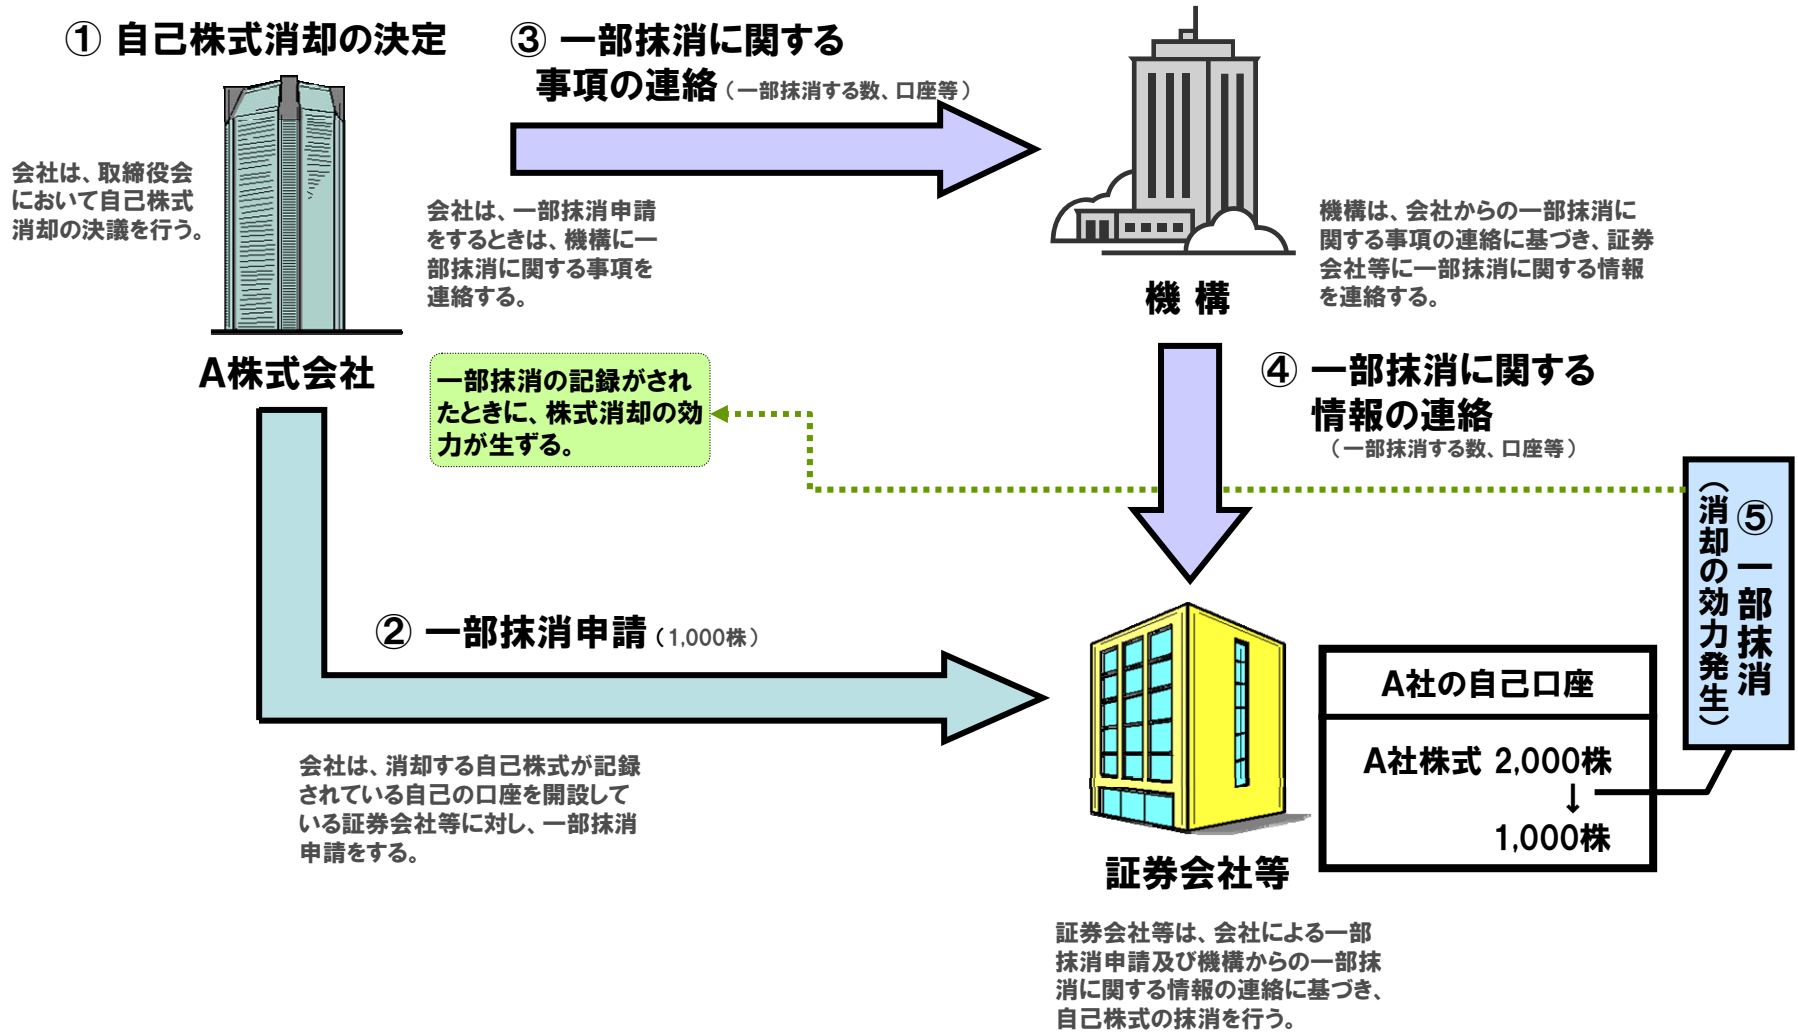 ① 自己株式消却の決定
会社は、取締役会
において自己株式
消却の決議を行う。
A株式会社
③ 一部抹消に関する
事項の連絡（一部抹消する数、口座等）
会社は、一部抹消申請
をするときは、機構に一
部抹消に関する事項を
連絡する。
機 構
機構は、会社からの一部抹消に
関する事項の連絡に基づき、証券
会社等に一部抹消に関する情報
を連絡する。
一部抹消の記録がされ
たときに、株式消却の効
力が生ずる。
④ 一部抹消に関する
情報の連絡
（一部抹消する数、口座等）
② 一部抹消申請（1,000株）
会社は、消却する自己株式が記録
されている自己の口座を開設して
いる証券会社等に対し、一部抹消
申請をする。
証券会社等
証券会社等は、会社による一部
抹消申請及び機構からの一部抹
消に関する情報の連絡に基づき、
自己株式の抹消を行う。
A社の自己口座
A社株式 2,000株
↓
1,000株
⑤ 一部抹消
（消却の効力発生）